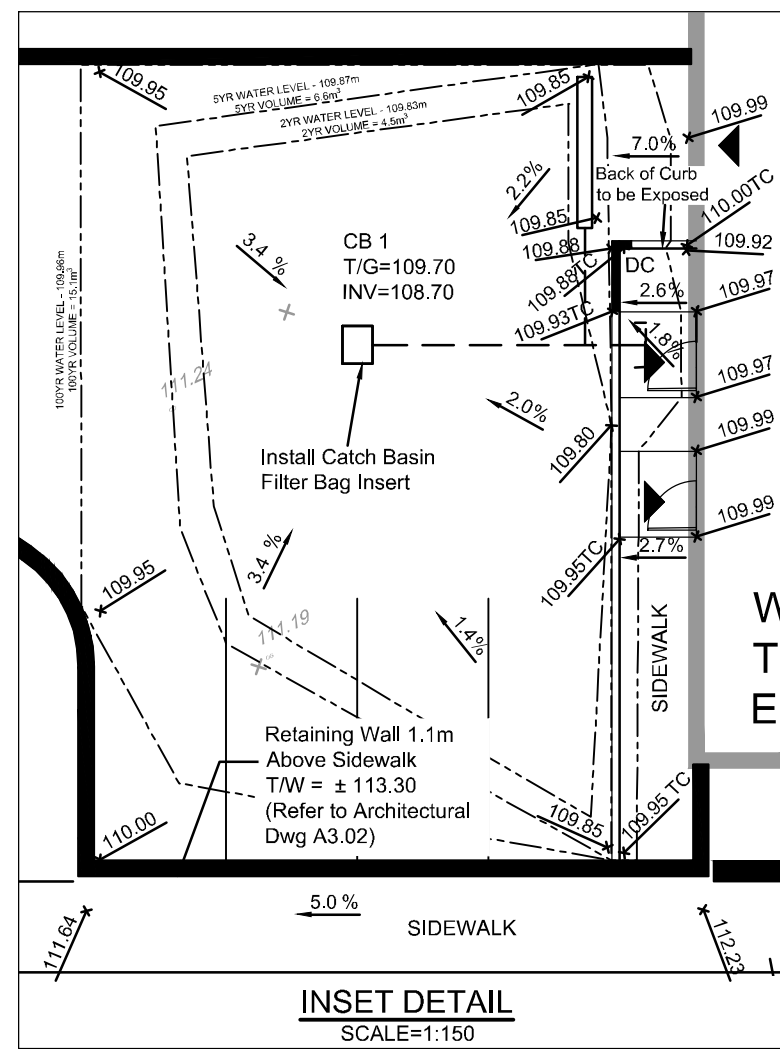 109.95
5YR WATER LEVEL - 109.87m
5YR VOLUME = 6.6m³
2YR WATER LEVEL - 109.83m
2YR VOLUME = 4.5m³
109.85
109.99
7.0%
Back of Curb
to be Exposed
110.00TC
2.2%
109.85
109.88
109.92
3.4 %
CB 1
T/G=109.70
INV=108.70
109.88TC
DC
2.6%
109.97
109.93TC
1.8%
100YR WATER LEVEL - 109.96m
100YR VOLUME = 15.1m³
111.24
109.97
2.0%
109.80
109.99
Install Catch Basin
Filter Bag Insert
109.99
3.4 %
109.95TC
2.7%
109.95
111.19
1.4%
SIDEWALK
W
T
E
Retaining Wall 1.1m
Above Sidewalk
T/W = ± 113.30
(Refer to Architectural
Dwg A3.02)
110.00
109.85
109.95 TC
5.0 %
SIDEWALK
111.64
112.23
INSET DETAIL
SCALE=1:150